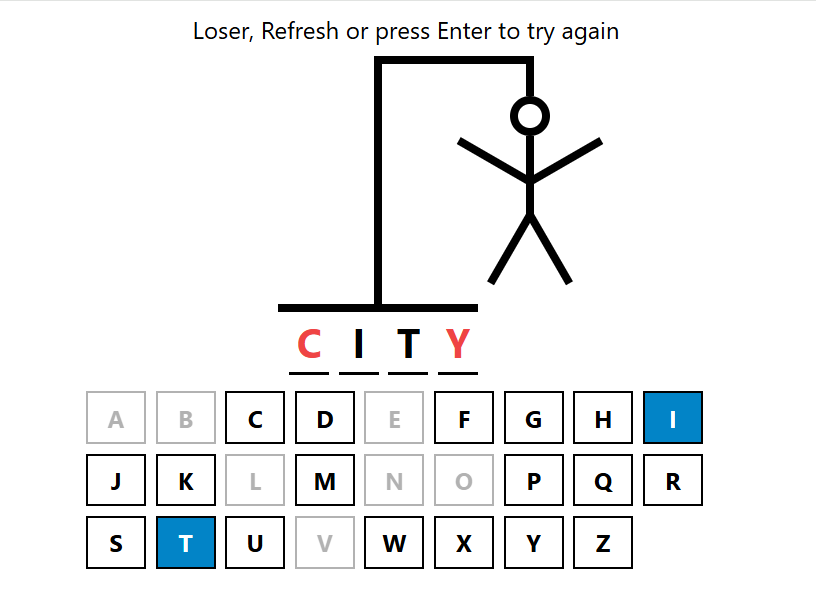 Loser, Refresh or press Enter to try again
C I T Y
A B C D E F G H I
J K L M N O P Q R
S T U V W X Y Z